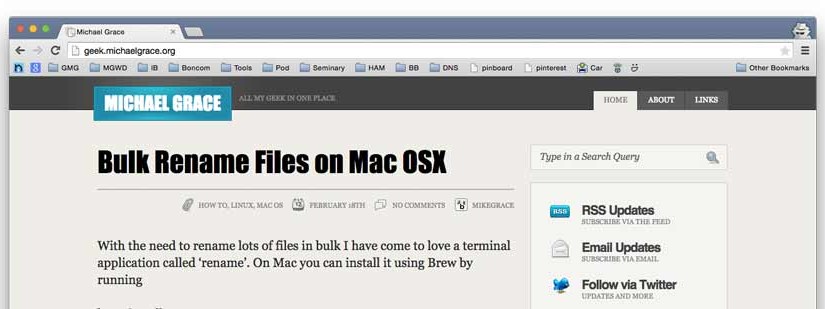 Michael Grace
geek.michaelgrace.org
GMG MGWD IB Boncom Tools Pod Seminary HAM BB DNS pinboard pinterest Car Other Bookmarks
MICHAEL GRACE ALL MY GEEK IN ONE PLACE HOME ABOUT LINKS
Bulk Rename Files on Mac OSX
HOW TO, LINUX, MAC OS FEBRUARY 18TH NO COMMENTS MIKEGRACE
With the need to rename lots of files in bulk I have come to love a terminal
application called ‘rename’. On Mac you can install it using Brew by
running
Type in a Search Query
RSS
RSS Updates
SUBSCRIBE VIA THE FEED
Email Updates
SUBSCRIBE VIA EMAIL
Follow via Twitter
UPDATES AND MORE